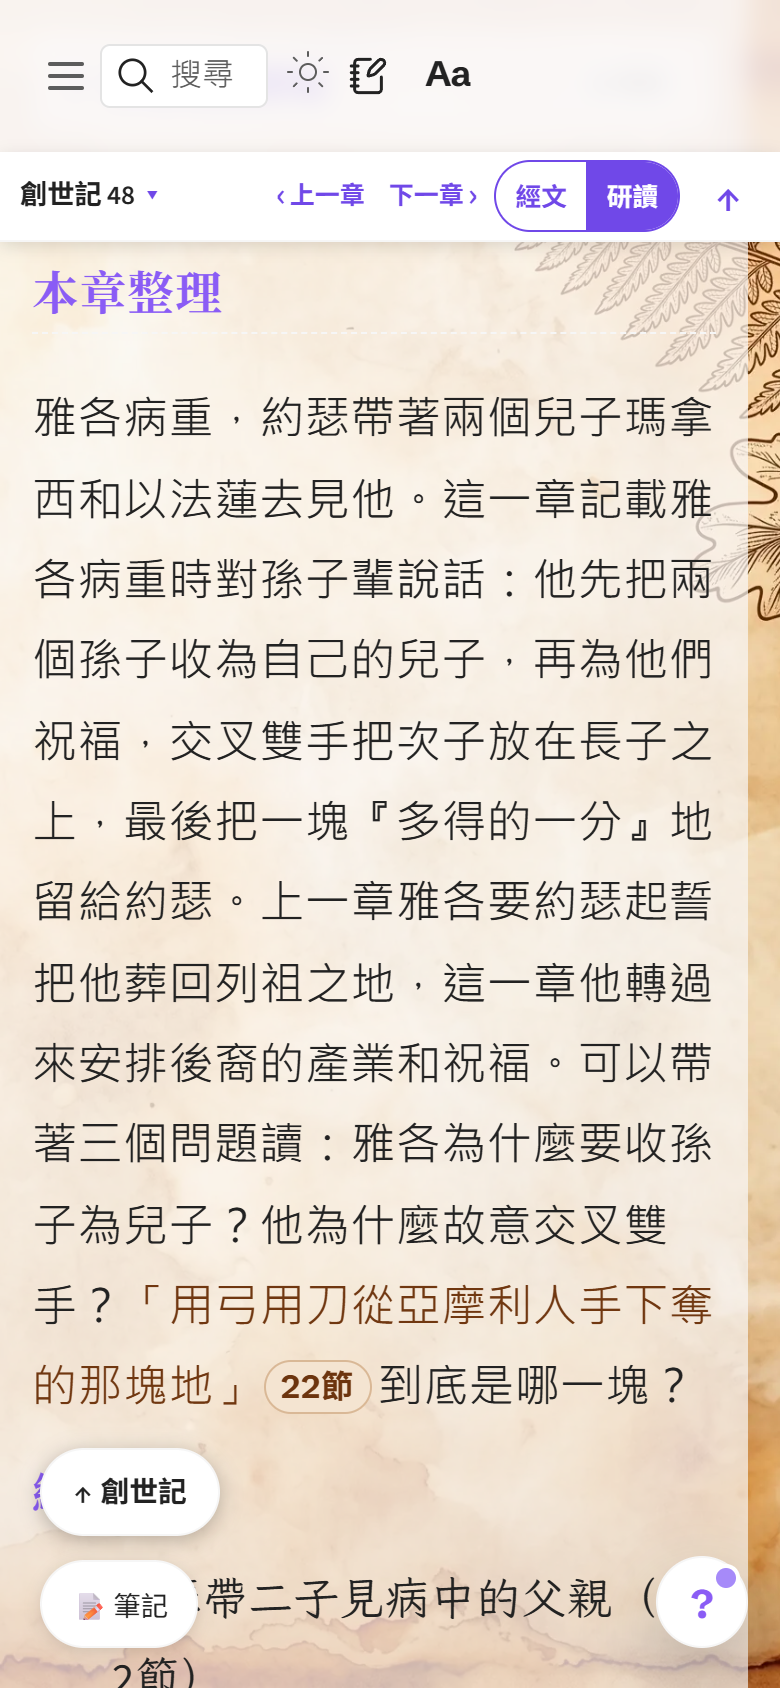 搜尋
Aa
創世記 48 ▼
‹ 上一章 下一章 › 經文 研讀 ↑
本章整理
雅各病重，約瑟帶著兩個兒子瑪拿
西和以法蓮去見他。這一章記載雅
各病重時對孫子輩說話：他先把兩
個孫子收為自己的兒子，再為他們
祝福，交叉雙手把次子放在長子之
上，最後把一塊『多得的一分』地
留給約瑟。上一章雅各要約瑟起誓
把他葬回列祖之地，這一章他轉過
來安排後裔的產業和祝福。可以帶
著三個問題讀：雅各為什麼要收孫
子為兒子？他為什麼故意交叉雙
手？「用弓用刀從亞摩利人手下奪
的那塊地」22節 到底是哪一塊？
↑ 創世記
帶二子見病中的父親（
筆記
?
2節）